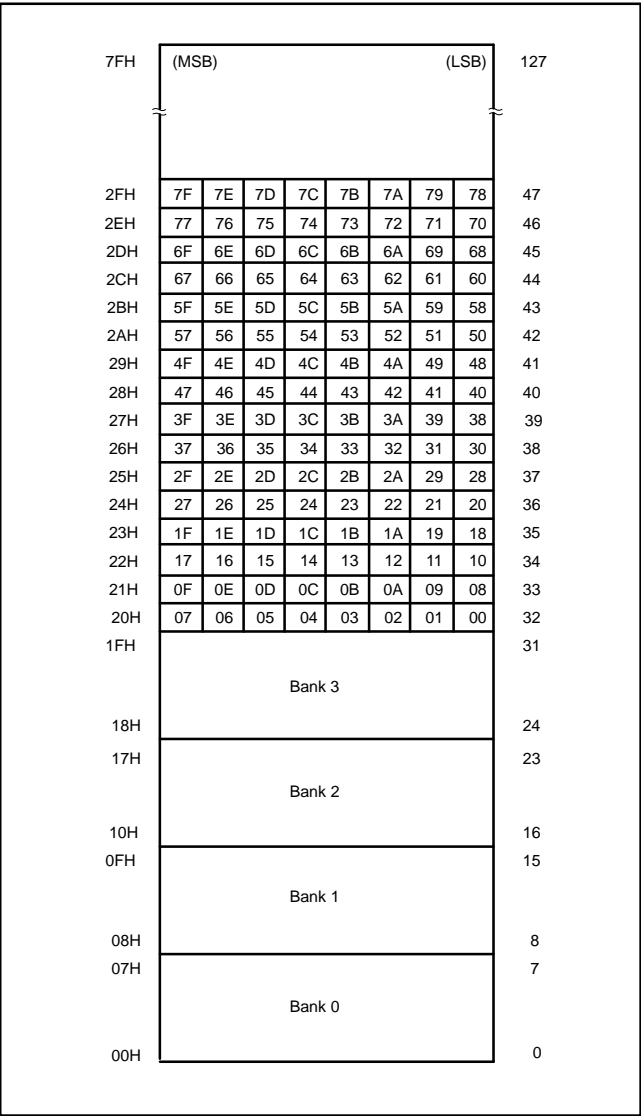 7FH (MSB) (LSB) 127
2FH 7F 7E 7D 7C 7B 7A 79 78 47
2EH 77 76 75 74 73 72 71 70 46
2DH 6F 6E 6D 6C 6B 6A 69 68 45
2CH 67 66 65 64 63 62 61 60 44
2BH 5F 5E 5D 5C 5B 5A 59 58 43
2AH 57 56 55 54 53 52 51 50 42
29H 4F 4E 4D 4C 4B 4A 49 48 41
28H 47 46 45 44 43 42 41 40 40
27H 3F 3E 3D 3C 3B 3A 39 38 39
26H 37 36 35 34 33 32 31 30 38
25H 2F 2E 2D 2C 2B 2A 29 28 37
24H 27 26 25 24 23 22 21 20 36
23H 1F 1E 1D 1C 1B 1A 19 18 35
22H 17 16 15 14 13 12 11 10 34
21H 0F 0E 0D 0C 0B 0A 09 08 33
20H 07 06 05 04 03 02 01 00 32
1FH 31
Bank 3
18H 24
17H 23
Bank 2
10H 16
0FH 15
Bank 1
08H 8
07H 7
Bank 0
00H 0